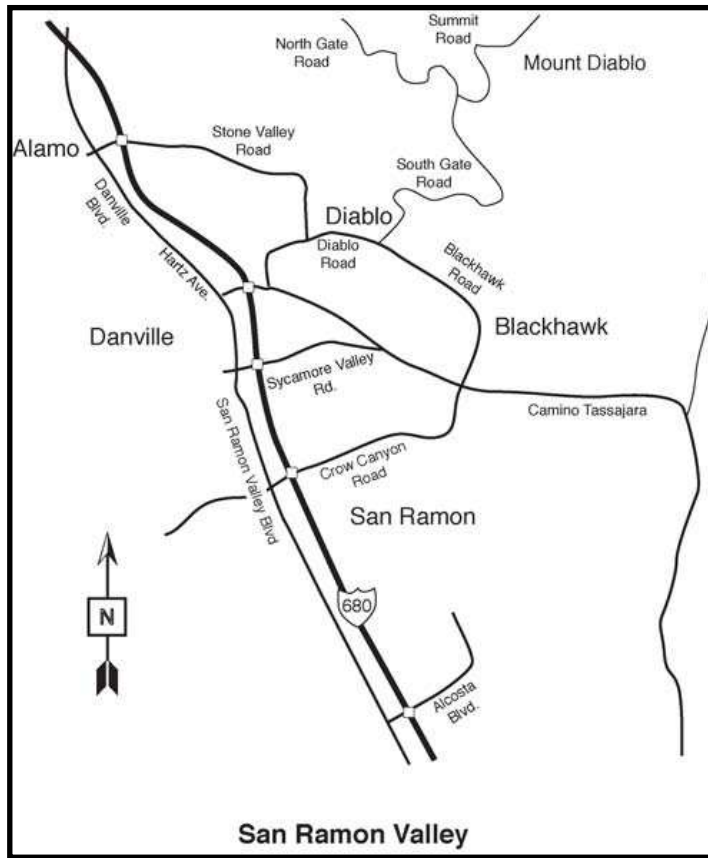 Summit
Road
North Gate
Road
Mount Diablo
Stone Valley
Road
Alamo
South Gate
Road
Danville
Blvd.
Diablo
Diablo
Road
Blackhawk
Road
Hartz Ave.
Blackhawk
Danville
Sycamore Valley
Rd.
Camino Tassajara
San Ramon Valley Blvd
Crow Canyon
Road
San Ramon
680
N
Alcosta
Blvd.
San Ramon Valley